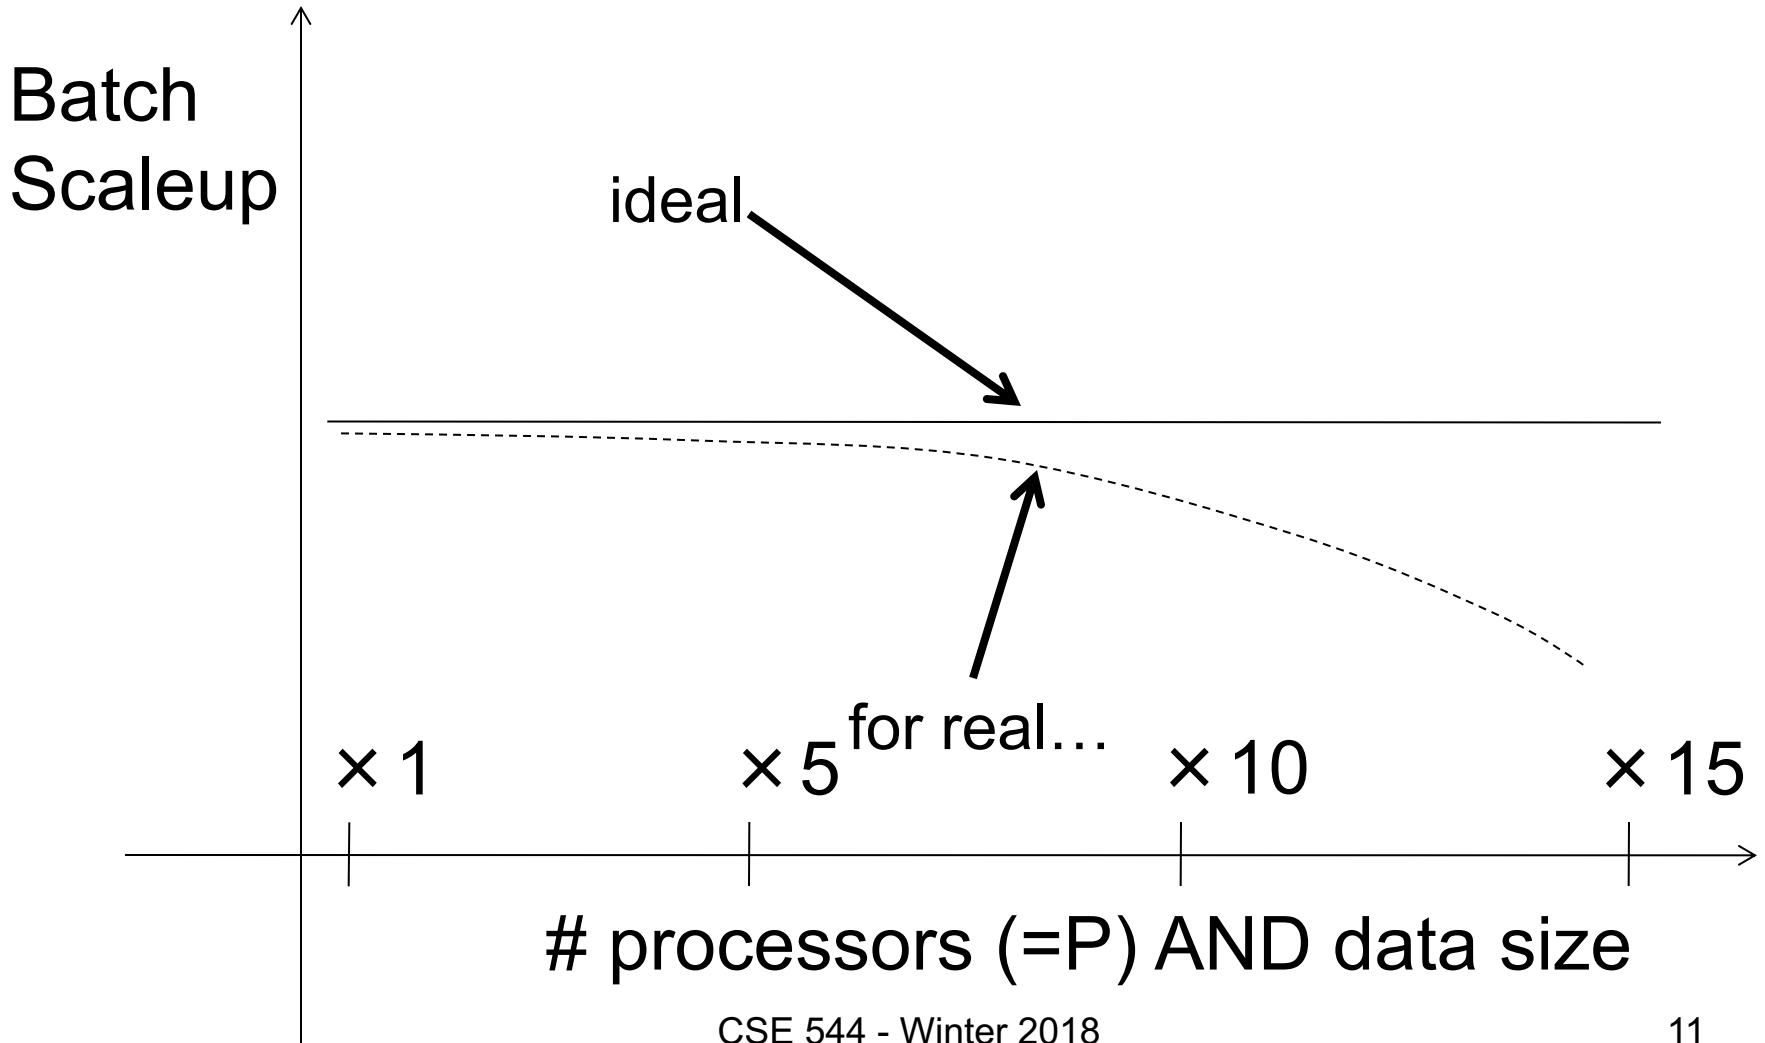 Batch
Scaleup
ideal
for real…
×1
×5
×10
×15
# processors (=P) AND data size
CSE 544 - Winter 2018
11